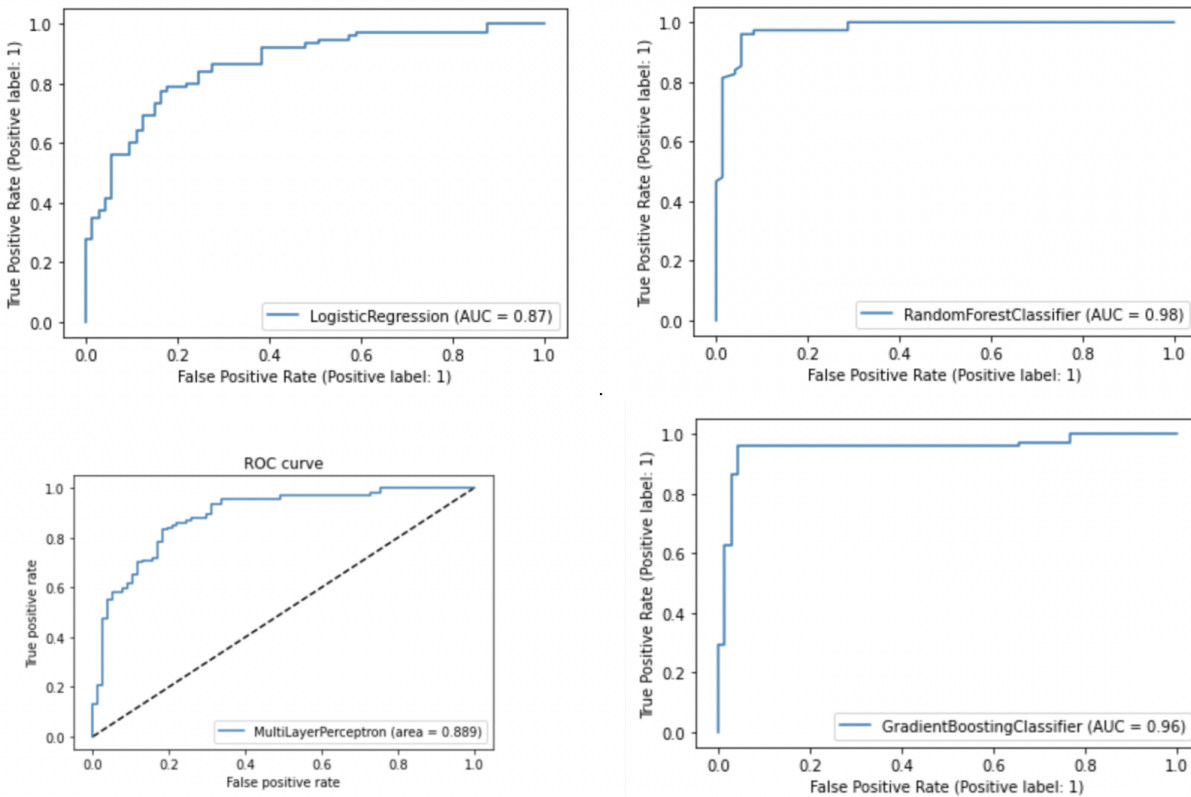 True Positive Rate (Positive label: 1)
1.0
0.8
0.6
0.4
0.2
0.0
LogisticRegression (AUC = 0.87)
0.0 0.2 0.4 0.6 0.8 1.0
False Positive Rate (Positive label: 1)
True Positive Rate (Positive label: 1)
1.0
0.8
0.6
0.4
0.2
0.0
RandomForestClassifier (AUC = 0.98)
0.0 0.2 0.4 0.6 0.8 1.0
False Positive Rate (Positive label: 1)
.
ROC curve
True positive rate
1.0
0.8
0.6
0.4
0.2
0.0
MultiLayerPerceptron (area = 0.889)
0.0 0.2 0.4 0.6 0.8 1.0
False positive rate
True Positive Rate (Positive label: 1)
1.0
0.8
0.6
0.4
0.2
0.0
GradientBoostingClassifier (AUC = 0.96)
0.0 0.2 0.4 0.6 0.8 1.0
False Positive Rate (Positive label: 1)